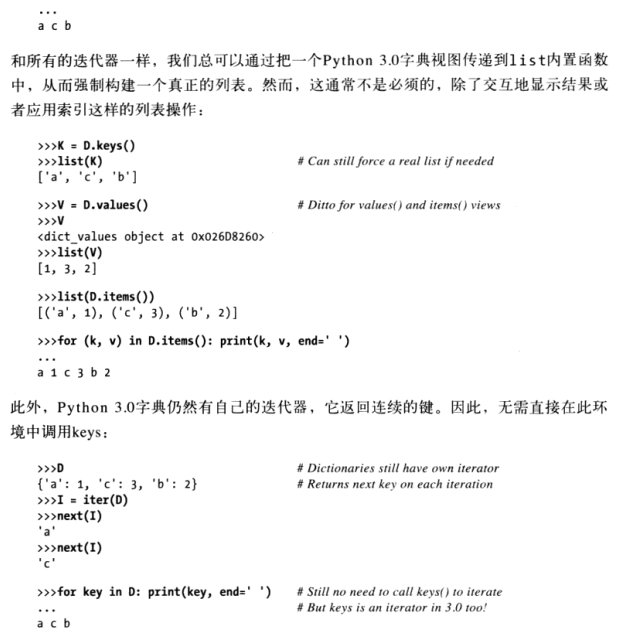 ...
a c b
和所有的迭代器一样，我们总可以通过把一个Python 3.0字典视图传递到list内置函数
中，从而强制构建一个真正的列表。然而，这通常不是必须的，除了交互地显示结果或
者应用索引这样的列表操作：
>>>K = D.keys()
>>>list(K) # Can still force a real list if needed
['a', 'c', 'b']
>>>V = D.values() # Ditto for values() and items() views
>>>V
<dict_values object at 0x026D8260>
>>>list(V)
[1, 3, 2]
>>>list(D.items())
[('a', 1), ('c', 3), ('b', 2)]
>>>for (k, v) in D.items(): print(k, v, end=' ')
...
a 1 c 3 b 2
此外，Python 3.0字典仍然有自己的迭代器，它返回连续的键。因此，无需直接在此环
境中调用keys：
>>>D # Dictionaries still have own iterator
{'a': 1, 'c': 3, 'b': 2} # Returns next key on each iteration
>>>I = iter(D)
>>>next(I)
'a'
>>>next(I)
'c'
>>>for key in D: print(key, end=' ') # Still no need to call keys() to iterate
... # But keys is an iterator in 3.0 too!
a c b